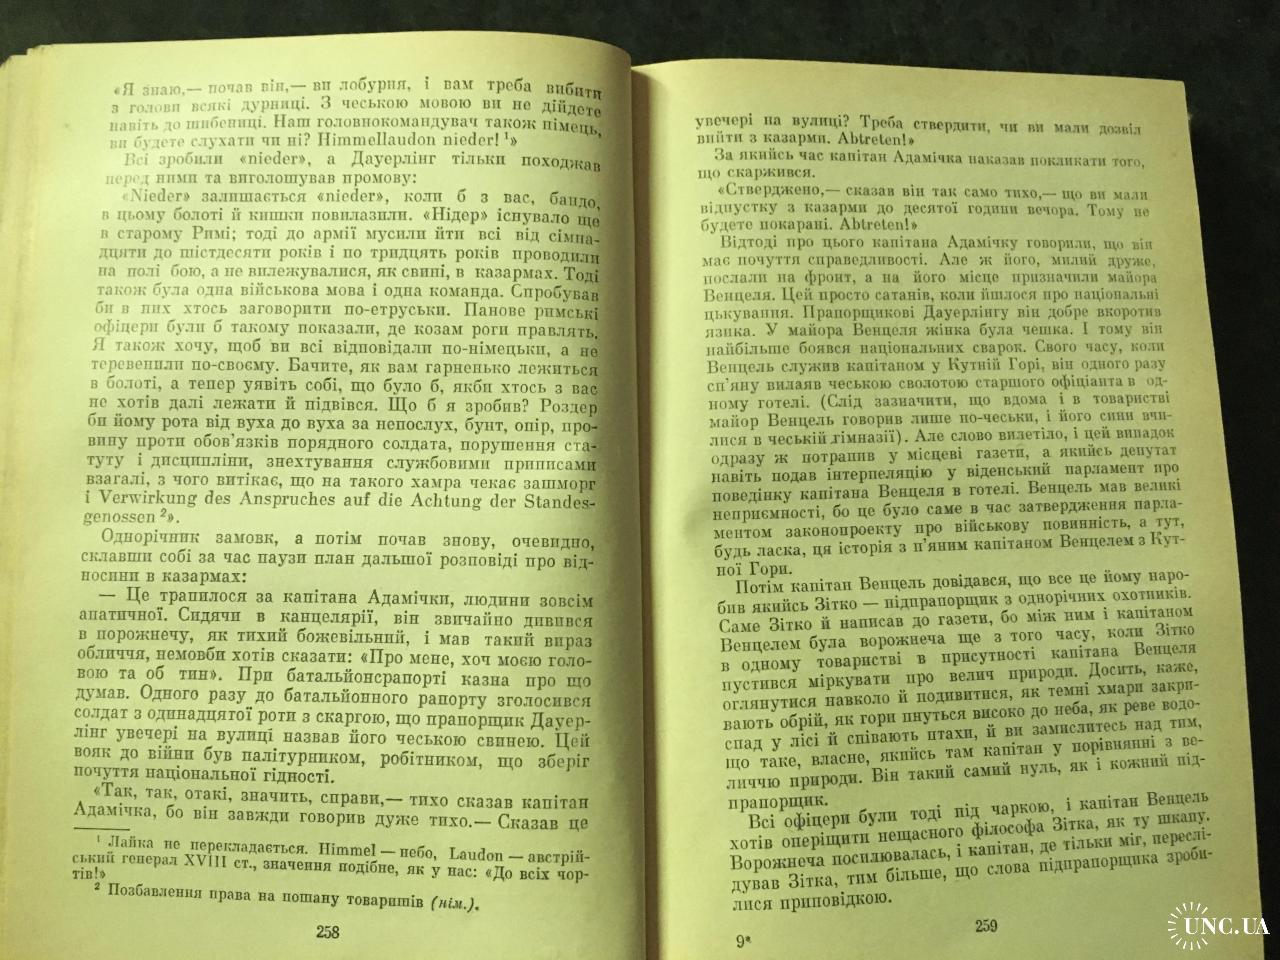 «Я знаю,— почав він,— ви лобуряя, і вам треба вибити
з голови всякі дурниці. З чеською мовою ви не дійдете
навіть до шибениці. Наш головнокомандувач також німець,
ви будете слухати чи ні? Himmellaudon nieder! ¹»
Всі зробили «nieder», а Дауерлінг тільки походжав
перед ними та виголошував промову:
«Nieder» залишається «nieder», коли б з вас, бандо,
в цьому болоті й кишки повилазили. «Нідер» існувало ще
в старому Римі; тоді до армії мусили йти всі від сімна-
дцяти до шістдесяти років і по тридцять років проводили
на полі бою, а не вилежувалися, як свині, в казармах. Тоді
також була одна військова мова і одна команда. Спробував
би в них хтось заговорити по-етруськи. Панове римські
офіцери були б такому показали, де козам роги правлять.
Я також хочу, щоб ви всі відповідали по-німецьки, а не
теревенили по-своєму. Бачите, як вам гарненько лежиться
в болоті, а тепер уявіть собі, що було б, якби хтось з вас
не хотів далі лежати й підвівся. Що б я зробив? Роздер
би йому рота від вуха до вуха за непослух, бунт, опір, про-
вину проти обов'язків порядного солдата, порушення ста-
туту і дисципліни, знехтування службовими приписами
взагалі, з чого витікає, що на такого хамра чекає зашморг
і Verwirkung des Anspruches auf die Achtung der Standes-
genossen ²».
Однорічник замовк, а потім почав знову, очевидно,
склавши собі за час паузи план дальшої розповіді про від-
носини в казармах:
— Це трапилося за капітана Адамічки, людини зовсім
апатичної. Сидячи в канцелярії, він звичайно дивився
в порожнечу, як тихий божевільний, і мав такий вираз
обличчя, немовби хотів сказати: «Про мене, хоч моєю голо-
вою та об тин». При батальйонсрапорті казна про що
думав. Одного разу до батальйонного рапорту зголосився
солдат з одинадцятої роти з скаргою, що прапорщик Дауер-
лінг увечері на вулиці назвав його чеською свинею. Цей
вояк до війни був палітурником, робітником, що зберіг
почуття національної гідності.
«Так, так, отакі, значить, справи,— тихо сказав капітан
Адамічка, бо він завжди говорив дуже тихо.— Сказав це
¹ Лайка не перекладається. Himmel — небо, Laudon — австрій-
ський генерал XVIII ст., значення подібне, як у нас: «До всіх чор-
тів!»
² Позбавлення права на пошану товаришів (нім.).
258
увечері на вулиці? Треба ствердити, чи ви мали дозвіл
вийти з казарми. Abtreten!»
За якийсь час капітан Адамічка наказав покликати того,
що скаржився.
«Стверджено,— сказав він так само тихо,— що ви мали
відпустку з казарми до десятої години вечора. Тому не
будете покарані. Abtreten!»
Відтоді про цього капітана Адамічку говорили, що він
має почуття справедливості. Але ж його, милий друже,
послали на фронт, а на його місце призначили майора
Венцеля. Цей просто сатанів, коли йшлося про національні
цькування. Прапорщикові Дауерлінгу він добре вкоротив
язика. У майора Венцеля жінка була чешка. І тому він
найбільше боявся національних сварок. Свого часу, коли
Венцель служив капітаном у Кутній Горі, він одного разу
сп'яну вилаяв чеською сволотою старшого офіціанта в од-
ному готелі. (Слід зазначити, що вдома і в товаристві
майор Венцель говорив лише по-чеськи, і його сини вчи-
лися в чеській гімназії). Але слово вилетіло, і цей випадок
одразу ж потрапив у місцеві газети, а якийсь депутат
навіть подав інтерпеляцію у віденський парламент про
поведінку капітана Венцеля в готелі. Венцель мав великі
неприємності, бо це було саме в час затвердження парла-
ментом законопроекту про військову повинність, а тут,
будь ласка, ця історія з п'яним капітаном Венцелем з Кут-
ної Гори.
Потім капітан Венцель довідався, що все це йому наро-
бив якийсь Зітко — підпрапорщик з однорічних охотників.
Саме Зітко й написав до газети, бо між ним і капітаном
Венцелем була ворожнеча ще з того часу, коли Зітко
в одному товаристві в присутності капітана Венцеля
пустився міркувати про велич природи. Досить, каже,
оглянутися навколо й подивитися, як темні хмари закри-
вають обрій, як гори пнуться високо до неба, як реве водо-
спад у лісі й співають птахи, й ви замислитесь над тим,
що таке, власне, якийсь там капітан у порівнянні з ве-
личчю природи. Він такий самий нуль, як і кожний під-
прапорщик.
Всі офіцери були тоді під чаркою, і капітан Венцель
хотів оперіщити нещасного філософа Зітка, як ту шкапу.
Ворожнеча посилювалась, і капітан, де тільки міг, переслі-
дував Зітка, тим більше, що слова підпрапорщика зроби-
лися приповідкою.
9*
259
UNC.UA